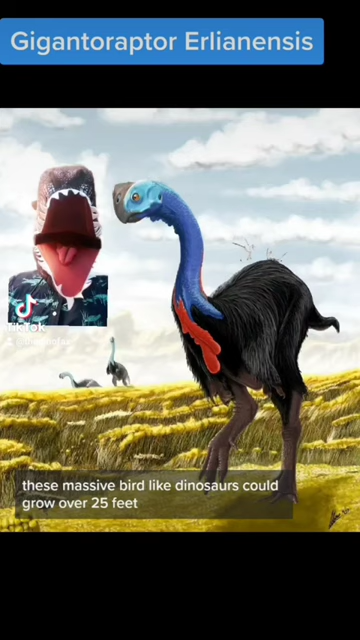 Gigantoraptor Erlianensis
TikTok
these massive bird like dinosaurs could
grow over 25 feet